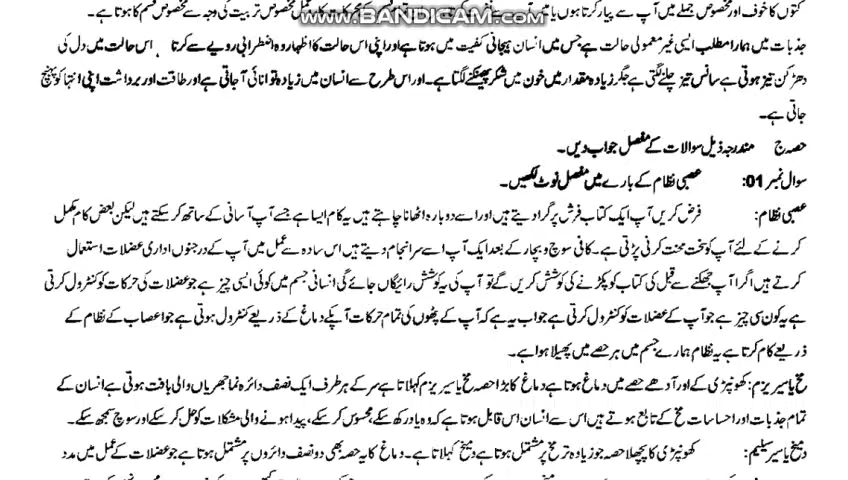 کتوں کا خوف اور مخصوص جملے میں آپ سے پیار کرتا ہوں یا میں آپ سے مخصوص تربیت کی وجہ سے مخصوص قسم کا ہوتا ہے۔
www.BANDICAM.com
جذبات میں ہمارا مطلب ایسی غیر معمولی حالت ہے جس میں انسان ہیجانی کیفیت میں ہوتا ہے اور اپنی اس حالت کا اظہار وہ اضطرابی رویے سے کرتا ، اس حالت میں دل کی
دھڑکن تیز ہوتی ہے سانس تیز چلنے لگتی ہے جگر زیادہ مقدار میں خون میں شکر پھینکنے لگتا ہے۔ اور اس طرح سے انسان میں زیادہ توانائی آ جاتی ہے اور طاقت اور برداشت اپنی انتہا کو پہنچ
جاتی ہے۔
حصہ ج مندرجہ ذیل سوالات کے مفصل جواب دیں۔
سوال نمبر 01: عصبی نظام کے بارے میں مفصل نوٹ لکھیں۔
عصبی نظام: فرض کریں آپ ایک کتاب فرش پر گرا دیتے ہیں اور اسے دوبارہ اٹھانا چاہتے ہیں یہ کام ایسا ہے جسے آپ آسانی کے ساتھ کر سکتے ہیں لیکن بعض کام مکمل
کرنے کے لئے آپ کو سخت محنت کرنی پڑتی ہے۔ کافی سوچ و بچار کے بعد ایک آپ اسے سرانجام دیتے ہیں اس سادہ سے عمل میں آپ کے درجنوں اداری عضلات استعمال
کرتے ہیں اگر آپ جھکنے سے قبل کی کتاب کو پکڑنے کی کوشش کریں گے تو آپ کی یہ کوشش رائیگاں جائے گی انسانی جسم میں کوئی ایسی چیز ہے جو عضلات کی حرکات کو کنٹرول کرتی
ہے یہ کون سی چیز ہے جو آپ کے عضلات کو کنٹرول کرتی ہے جواب یہ ہے کہ آپ کے پٹھوں کی تمام حرکات آپکے دماغ کے ذریعے کنٹرول ہوتی ہے جو اعصاب کے نظام کے
ذریعے کام کرتا ہے یہ نظام ہمارے جسم میں ہر حصے میں پھیلا ہوا ہے۔
مخ یا سیریبرم: کھوپڑی کے اور آدھے حصے میں دماغ ہوتا ہے دماغ کا بڑا حصہ مخ یا سیریبرم کہلاتا ہے سر کے ہر طرف ایک نصف دائرہ نما جھریاں والی بافت ہوتی ہے انسان کے
تمام جذبات اور احساسات مخ کے تابع ہوتے ہیں اس سے انسان اس قابل ہوتا ہے کہ وہ یاد رکھ سکے، محسوس کر سکے، پیدا ہونے والی مشکلات کو حل کر سکے اور سوچ سمجھ سکے۔
دمیخ یا سیریبیلم: کھوپڑی کا پچھلا حصہ جو زیادہ تر مخ پر مشتمل ہوتا ہے دمیخ کہلاتا ہے۔ دماغ کا یہ حصہ بھی دو نصف دائروں پر مشتمل ہوتا ہے جو عضلات کے عمل میں مدد